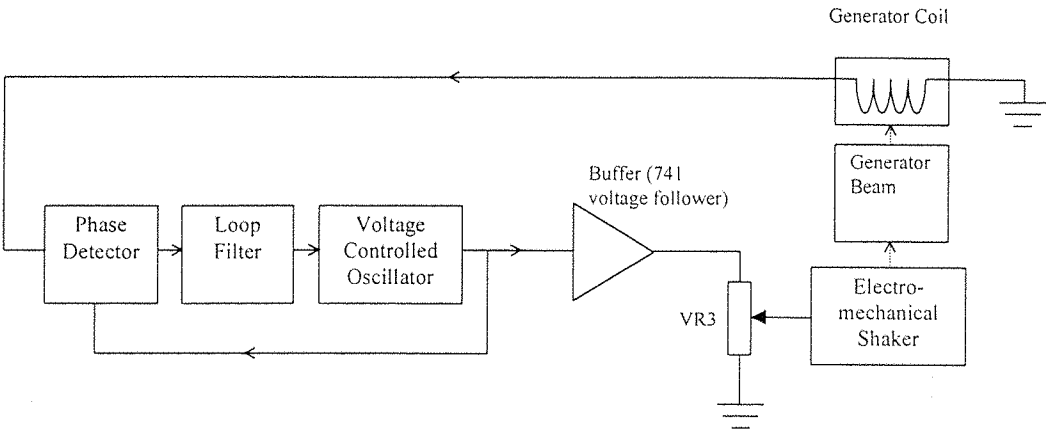 Generator Coil
Generator
Beam
Buffer (741
voltage follower)
Phase
Detector
Loop
Filter
Voltage
Controlled
Oscillator
VR3
Electro-
mechanical
Shaker